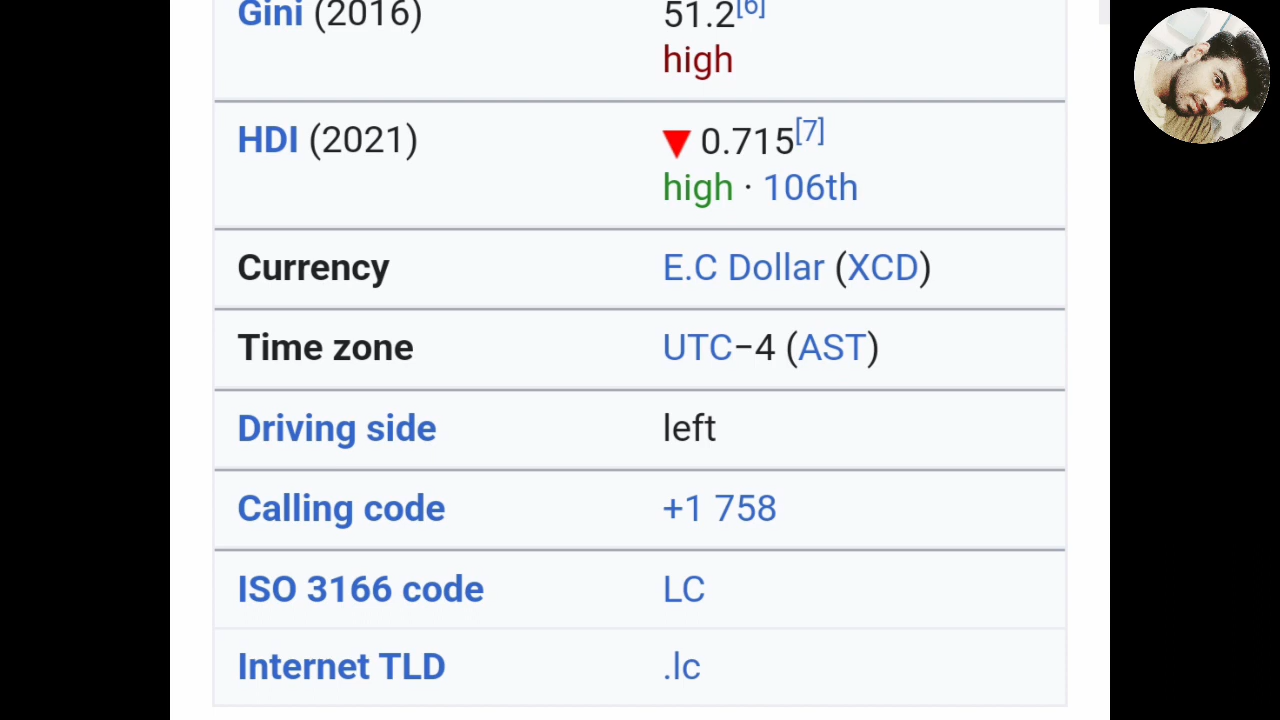 Gini (2016) 51.2[6]
high
HDI (2021) ▼ 0.715[7]
high · 106th
Currency E.C Dollar (XCD)
Time zone UTC−4 (AST)
Driving side left
Calling code +1 758
ISO 3166 code LC
Internet TLD .lc